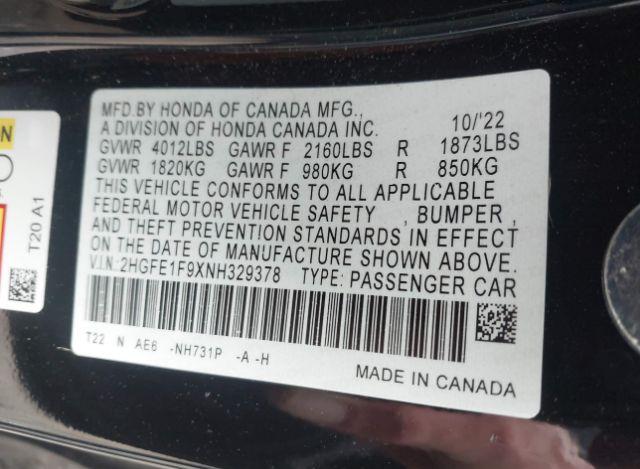 MFD.BY HONDA OF CANADA MFG.,
A DIVISION OF HONDA CANADA INC. 10/'22
GVWR 4012LBS GAWR F 2160LBS R 1873LBS
GVWR 1820KG GAWR F 980KG R 850KG
THIS VEHICLE CONFORMS TO ALL APPLICABLE
FEDERAL MOTOR VEHICLE SAFETY , BUMPER ,
AND THEFT PREVENTION STANDARDS IN EFFECT
ON THE DATE OF MANUFACTURE SHOWN ABOVE.
V.I.N:2HGFE1F9XNH329378 TYPE: PASSENGER CAR
T22 N AE6 -NH731P -A -H
MADE IN CANADA
T20 A1